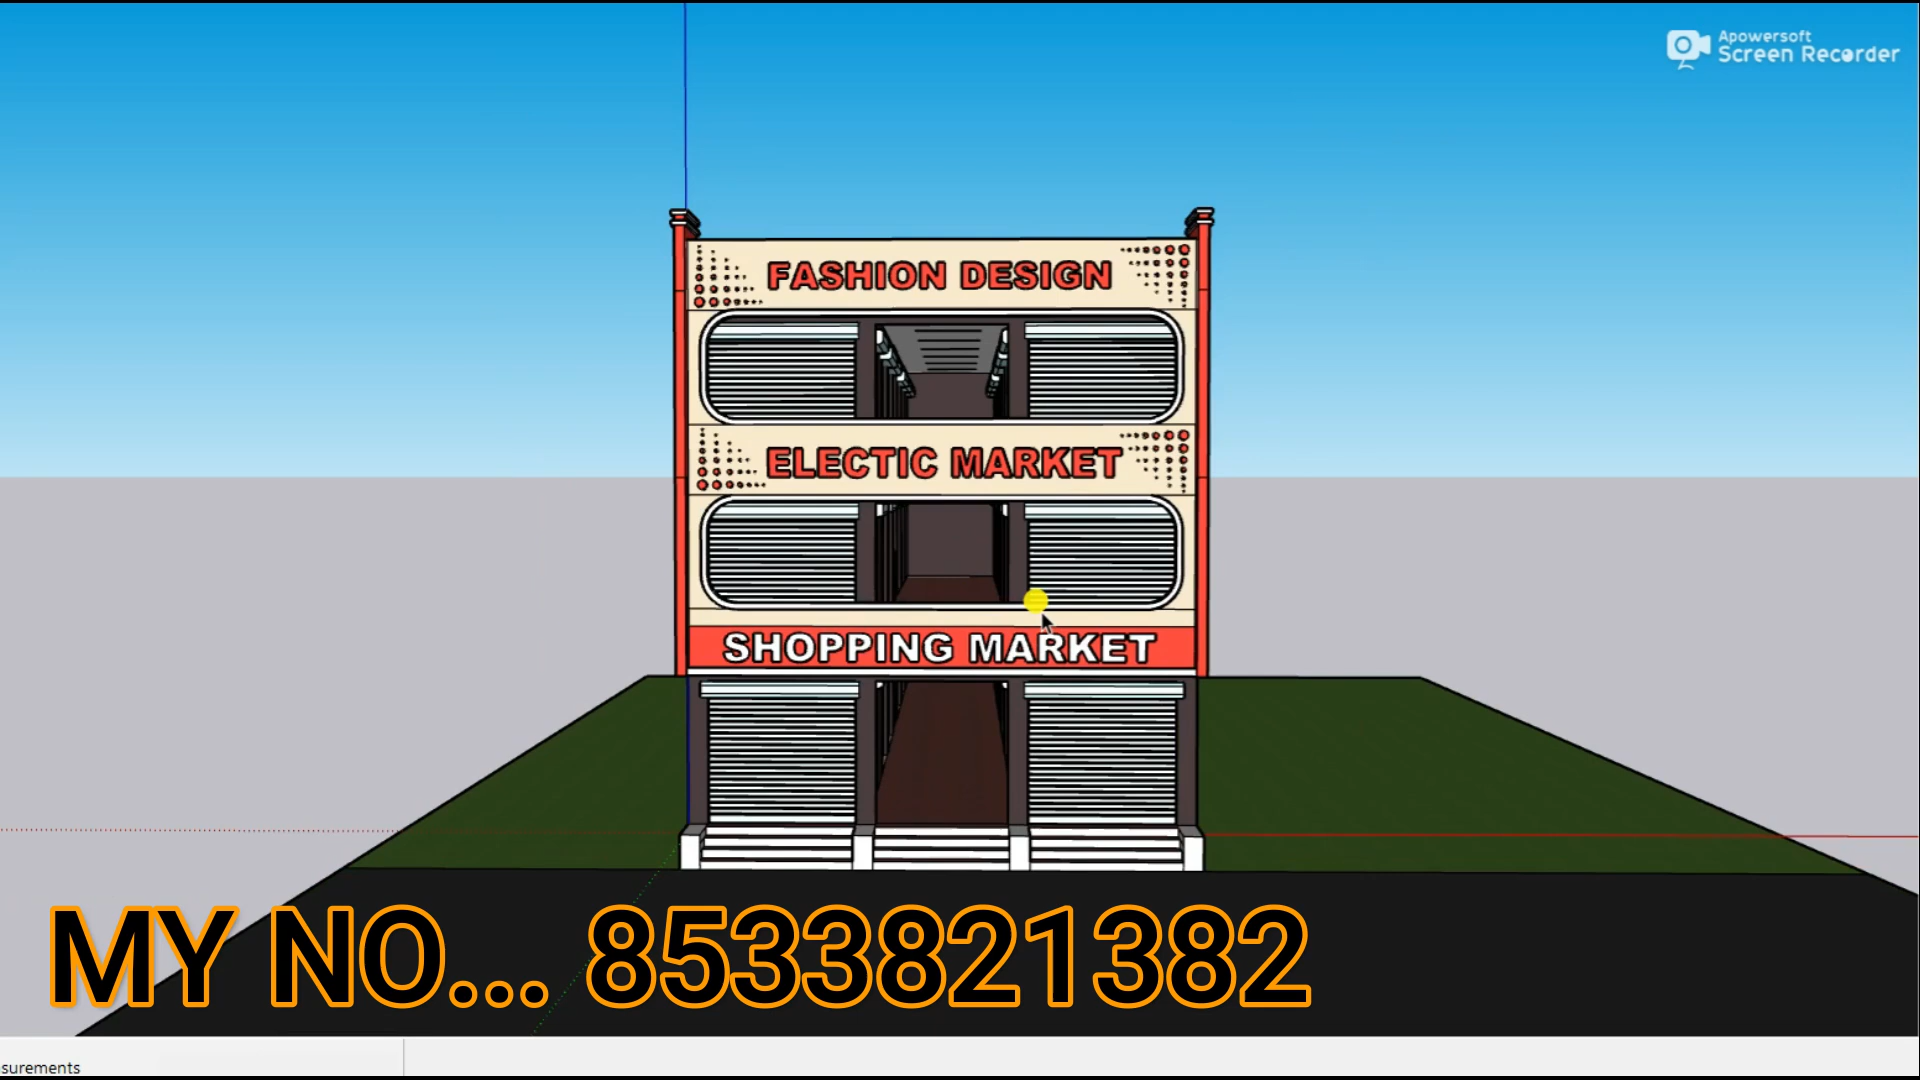 Apowersoft
Screen Recorder
FASHION DESIGN
ELECTIC MARKET
SHOPPING MARKET
MY NO... 8533821382
surements